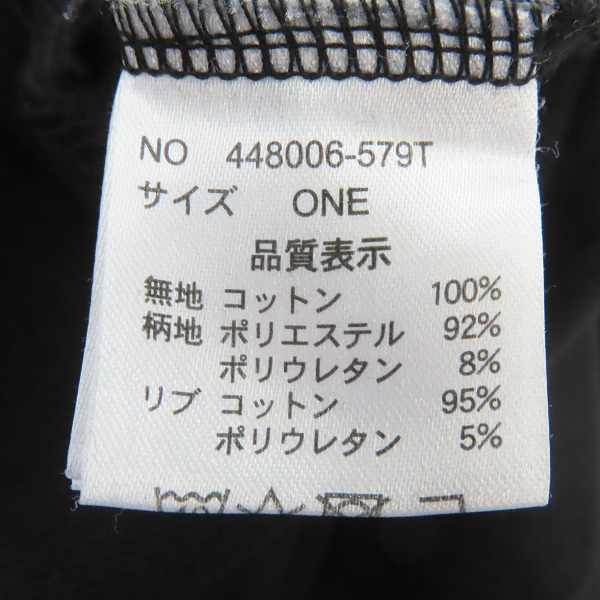 NO 448006-579T
サイズ ONE
品質表示
無地 コットン 100%
柄地 ポリエステル 92%
ポリウレタン 8%
リブ コットン 95%
ポリウレタン 5%